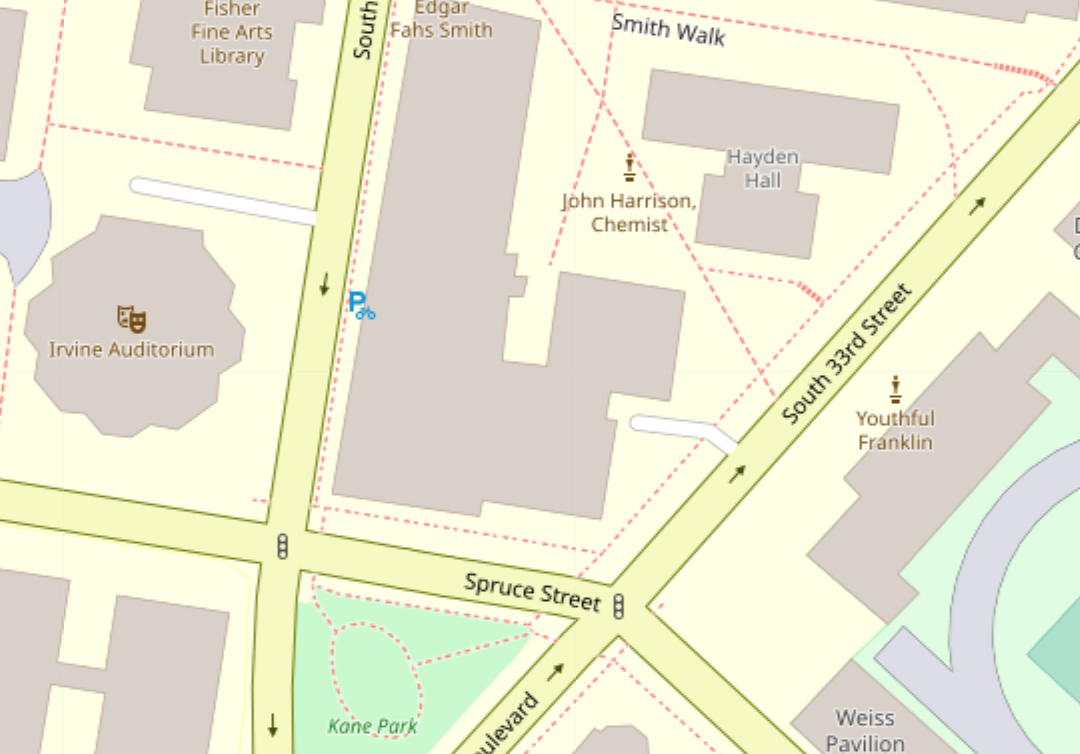 Fisher
Fine Arts
Library
South
Edgar
Fahs Smith
Smith Walk
Hayden
Hall
John Harrison,
Chemist
P
Irvine Auditorium
South 33rd Street
Youthful
Franklin
Spruce Street
Kane Park
Weiss
Pavilion